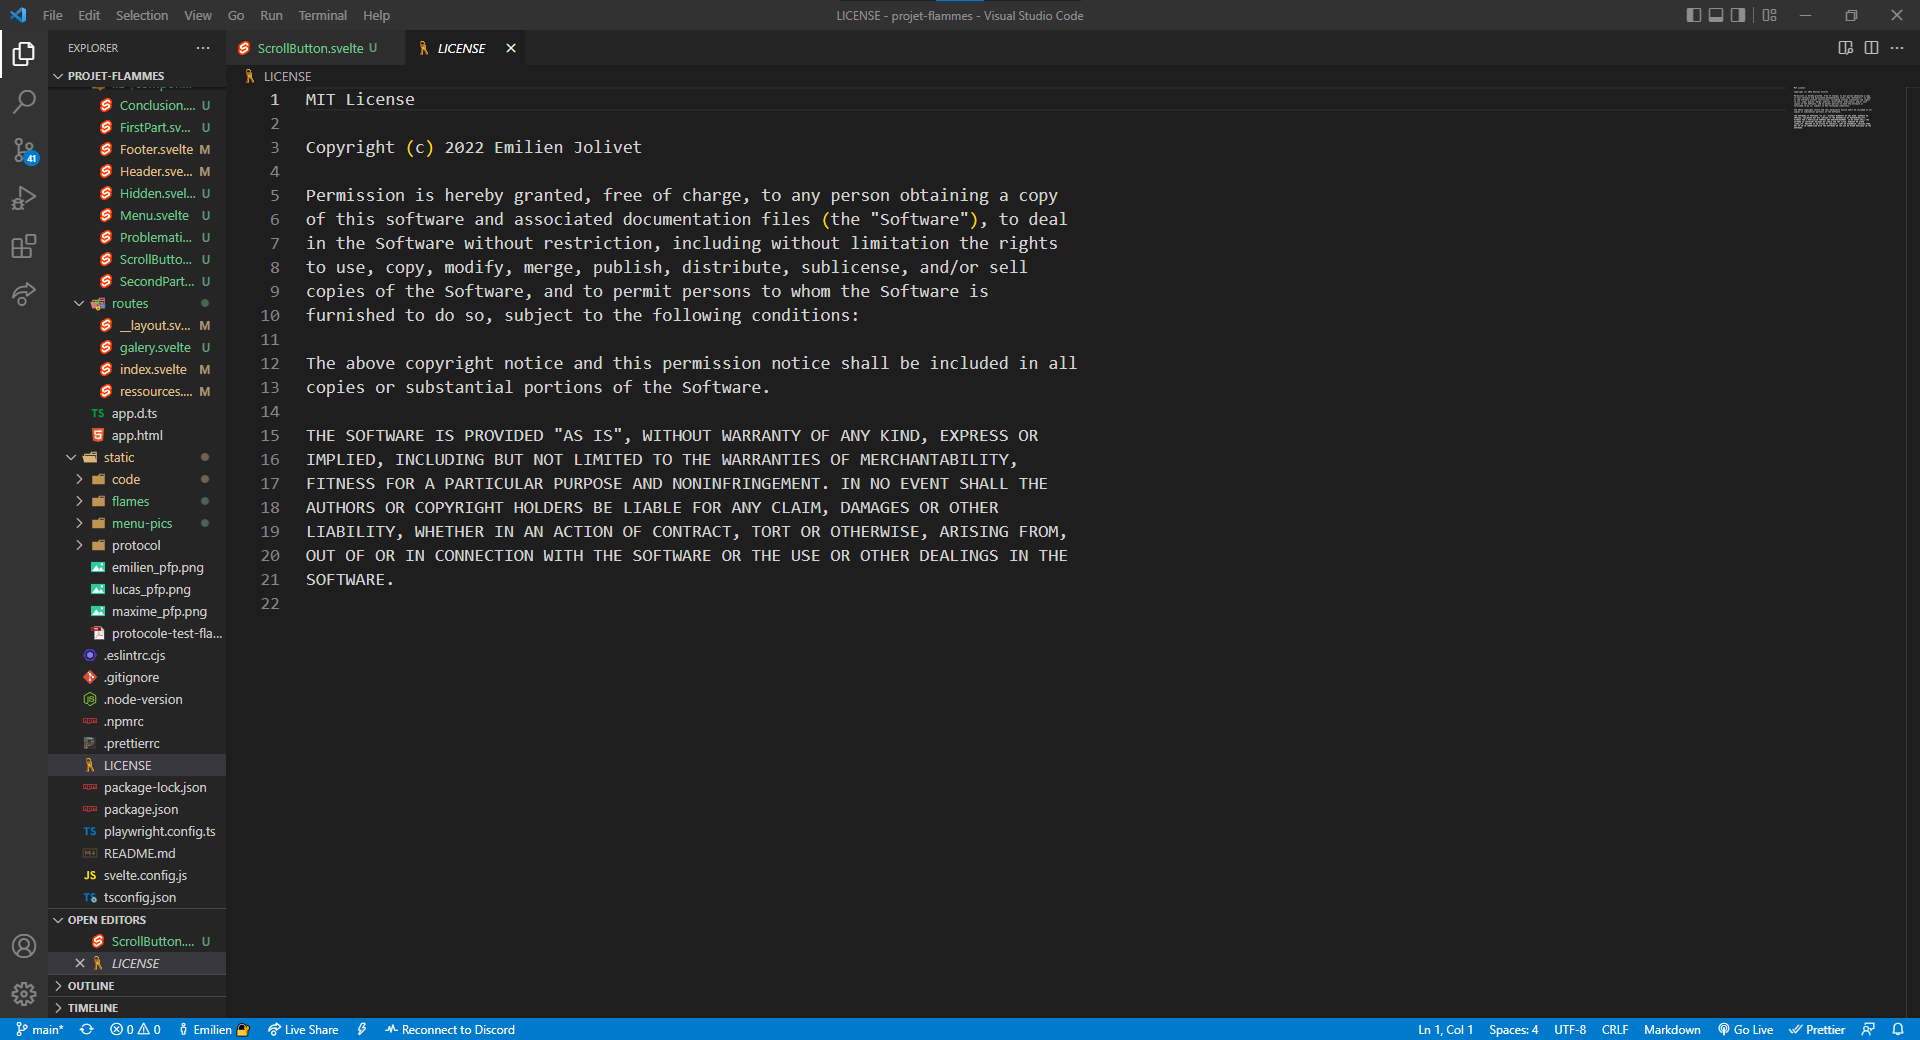 File Edit Selection View Go Run Terminal Help
LICENSE - projet-flammes - Visual Studio Code
EXPLORER
PROJET-FLAMMES
Conclusion.... U
FirstPart.sv... U
Footer.svelte M
Header.sve... M
Hidden.svel... U
Menu.svelte U
Problemati... U
ScrollButto... U
SecondPart... U
routes
__layout.sv... M
galery.svelte U
index.svelte M
ressources.... M
TS app.d.ts
app.html
static
code
flames
menu-pics
protocol
emilien_pfp.png
lucas_pfp.png
maxime_pfp.png
protocole-test-fla...
.eslintrc.cjs
.gitignore
.node-version
.npmrc
.prettierrc
LICENSE
package-lock.json
package.json
TS playwright.config.ts
README.md
JS svelte.config.js
tsconfig.json
OPEN EDITORS
ScrollButton.... U
LICENSE
OUTLINE
TIMELINE
41
ScrollButton.svelte U
LICENSE
LICENSE
1 MIT License
2
3 Copyright (c) 2022 Emilien Jolivet
4
5 Permission is hereby granted, free of charge, to any person obtaining a copy
6 of this software and associated documentation files (the "Software"), to deal
7 in the Software without restriction, including without limitation the rights
8 to use, copy, modify, merge, publish, distribute, sublicense, and/or sell
9 copies of the Software, and to permit persons to whom the Software is
10 furnished to do so, subject to the following conditions:
11
12 The above copyright notice and this permission notice shall be included in all
13 copies or substantial portions of the Software.
14
15 THE SOFTWARE IS PROVIDED "AS IS", WITHOUT WARRANTY OF ANY KIND, EXPRESS OR
16 IMPLIED, INCLUDING BUT NOT LIMITED TO THE WARRANTIES OF MERCHANTABILITY,
17 FITNESS FOR A PARTICULAR PURPOSE AND NONINFRINGEMENT. IN NO EVENT SHALL THE
18 AUTHORS OR COPYRIGHT HOLDERS BE LIABLE FOR ANY CLAIM, DAMAGES OR OTHER
19 LIABILITY, WHETHER IN AN ACTION OF CONTRACT, TORT OR OTHERWISE, ARISING FROM,
20 OUT OF OR IN CONNECTION WITH THE SOFTWARE OR THE USE OR OTHER DEALINGS IN THE
21 SOFTWARE.
22
main* 0 0 Emilien Live Share Reconnect to Discord
Ln 1, Col 1 Spaces: 4 UTF-8 CRLF Markdown Go Live Prettier